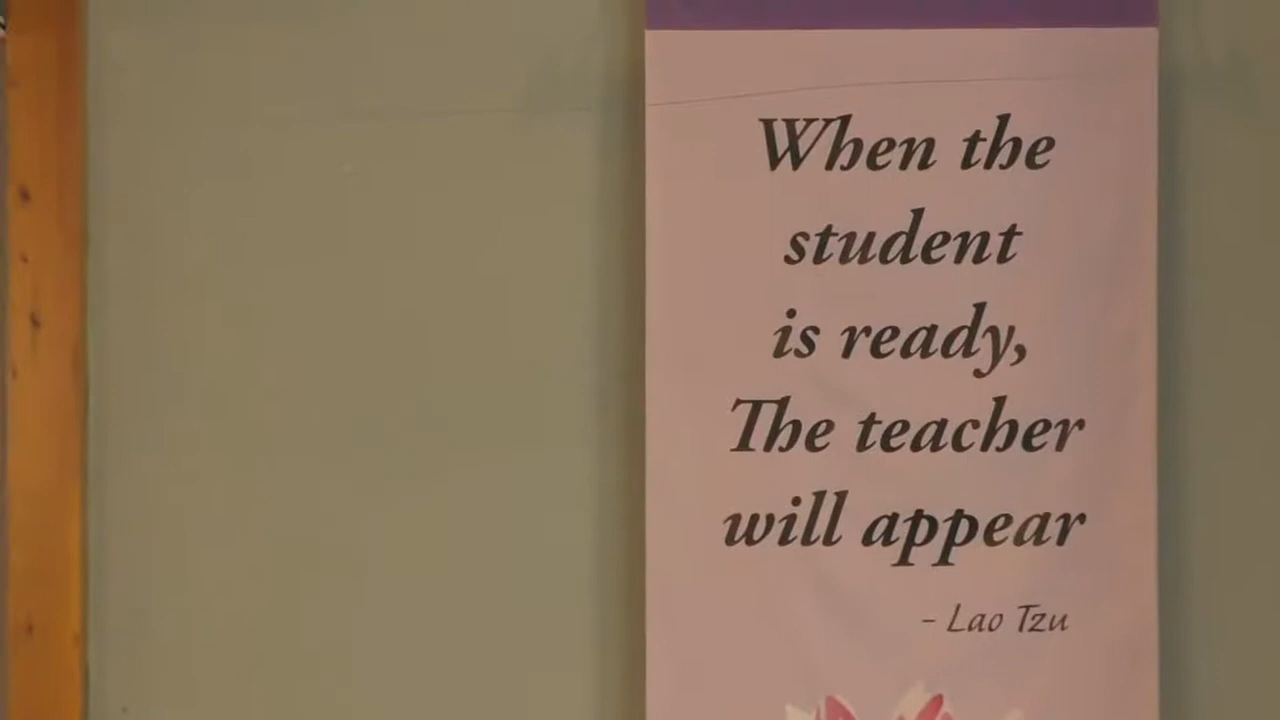 When the
student
is ready,
The teacher
will appear
- Lao Tzu